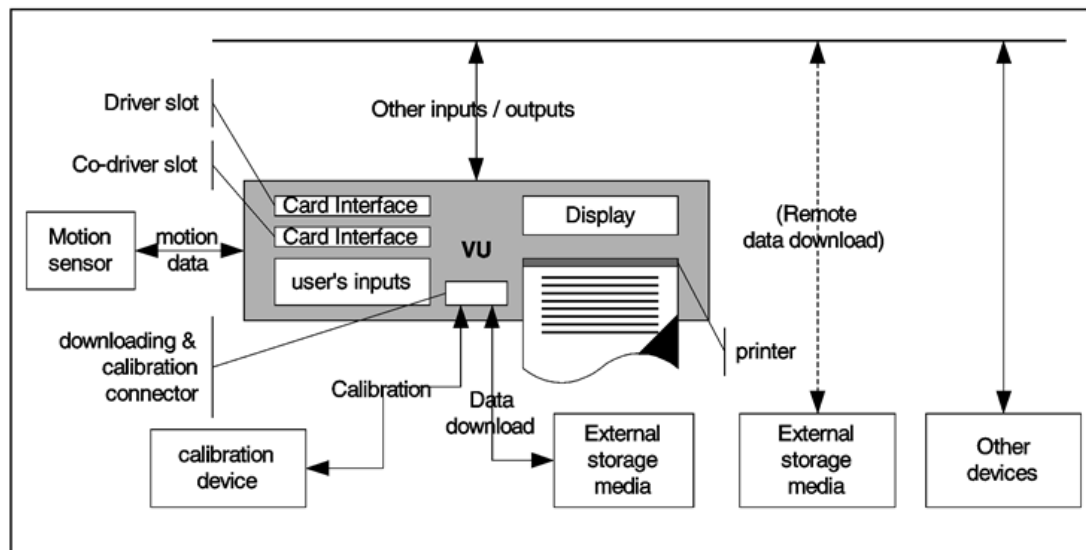 Driver slot
Other inputs / outputs
Co-driver slot
Card Interface
Display
(Remote
data download)
Motion
sensor
motion
data
Card Interface
VU
user's inputs
downloading &
calibration
connector
printer
Calibration
Data
download
calibration
device
External
storage
media
External
storage
media
Other
devices